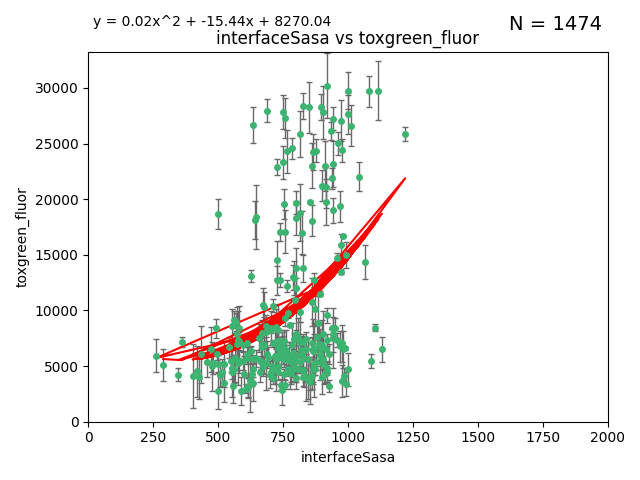 y = 0.02x^2 + -15.44x + 8270.04
N = 1474
interfaceSasa vs toxgreen_fluor
toxgreen_fluor
30000
25000
20000
15000
10000
5000
0
0 250 500 750 1000 1250 1500 1750 2000
interfaceSasa